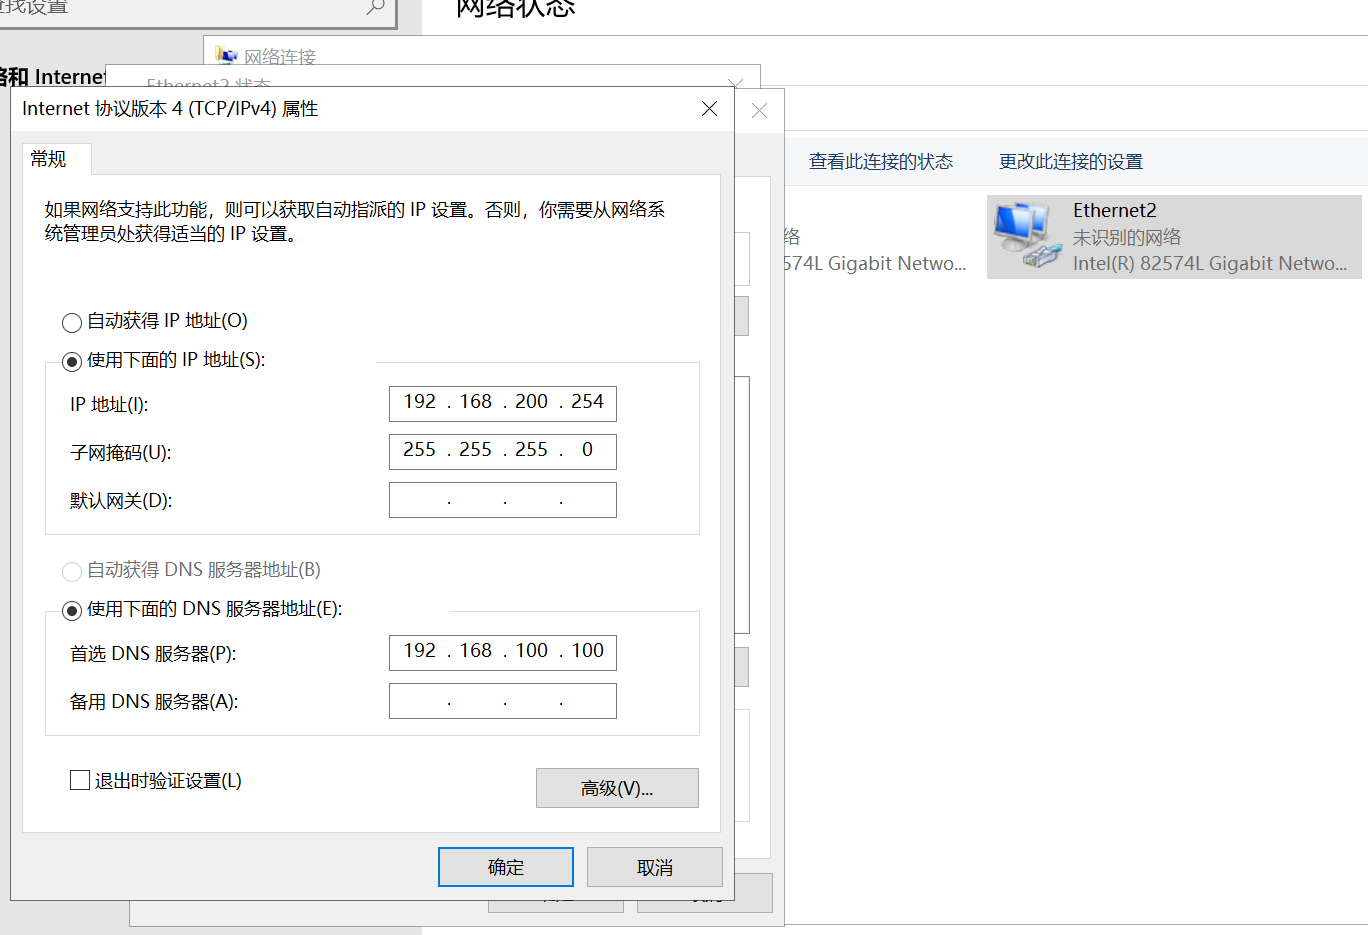 查找设置
网络状态
网络连接
络和 Internet
Ethernet2 状态
Internet 协议版本 4 (TCP/IPv4) 属性
常规
查看此连接的状态
更改此连接的设置
如果网络支持此功能，则可以获取自动指派的 IP 设置。否则，你需要从网络系
统管理员处获得适当的 IP 设置。
络
574L Gigabit Netwo...
Ethernet2
未识别的网络
Intel(R) 82574L Gigabit Netwo...
自动获得 IP 地址(O)
使用下面的 IP 地址(S):
IP 地址(I): 192 . 168 . 200 . 254
子网掩码(U): 255 . 255 . 255 . 0
默认网关(D): . . .
自动获得 DNS 服务器地址(B)
使用下面的 DNS 服务器地址(E):
首选 DNS 服务器(P): 192 . 168 . 100 . 100
备用 DNS 服务器(A): . . .
退出时验证设置(L)
高级(V)...
确定
取消